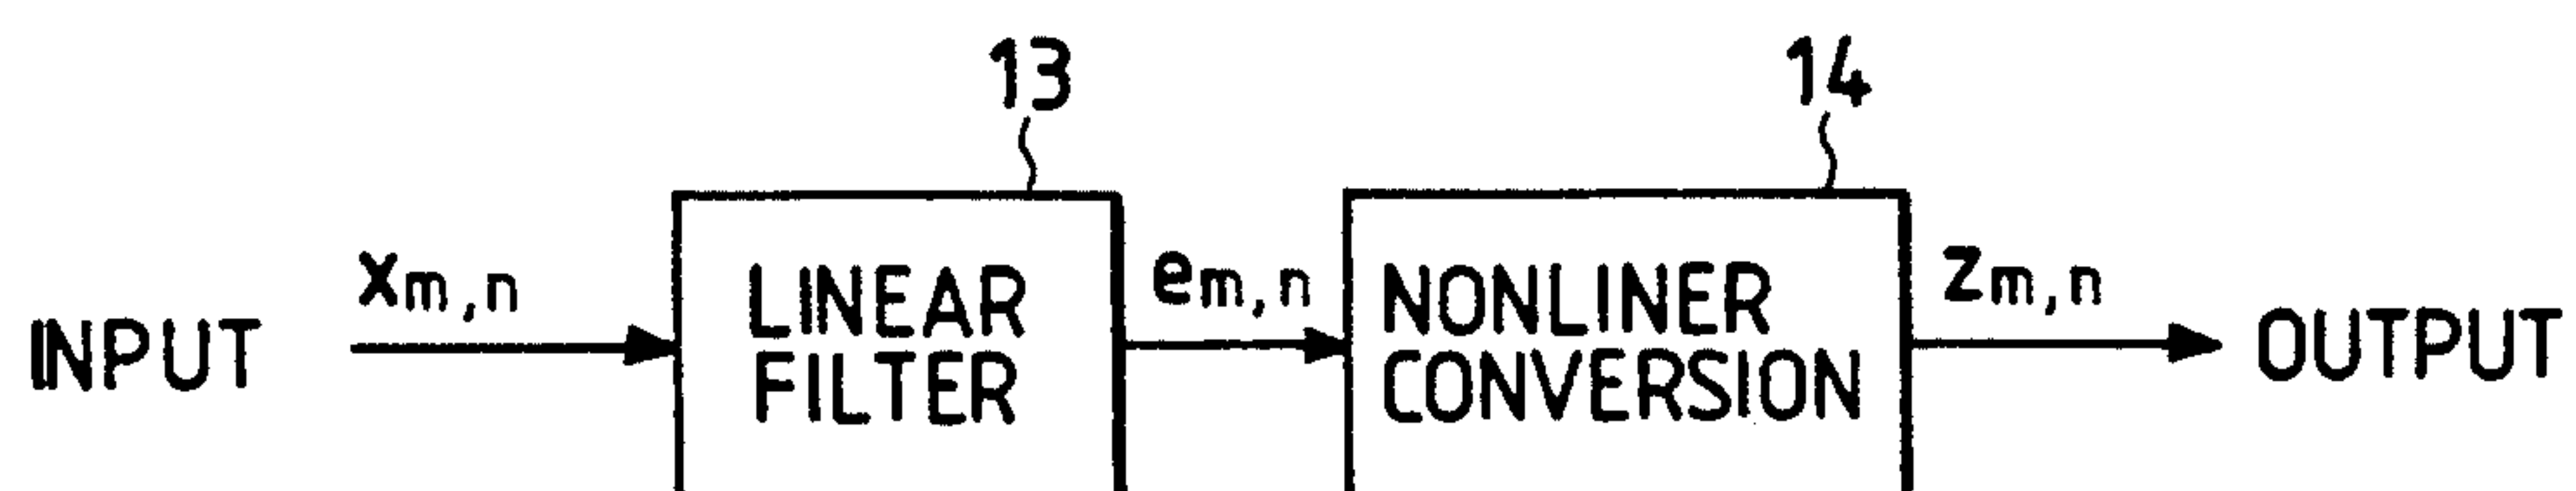 13
14
INPUT
xm,n
LINEAR
FILTER
em,n
NONLINER
CONVERSION
zm,n
OUTPUT